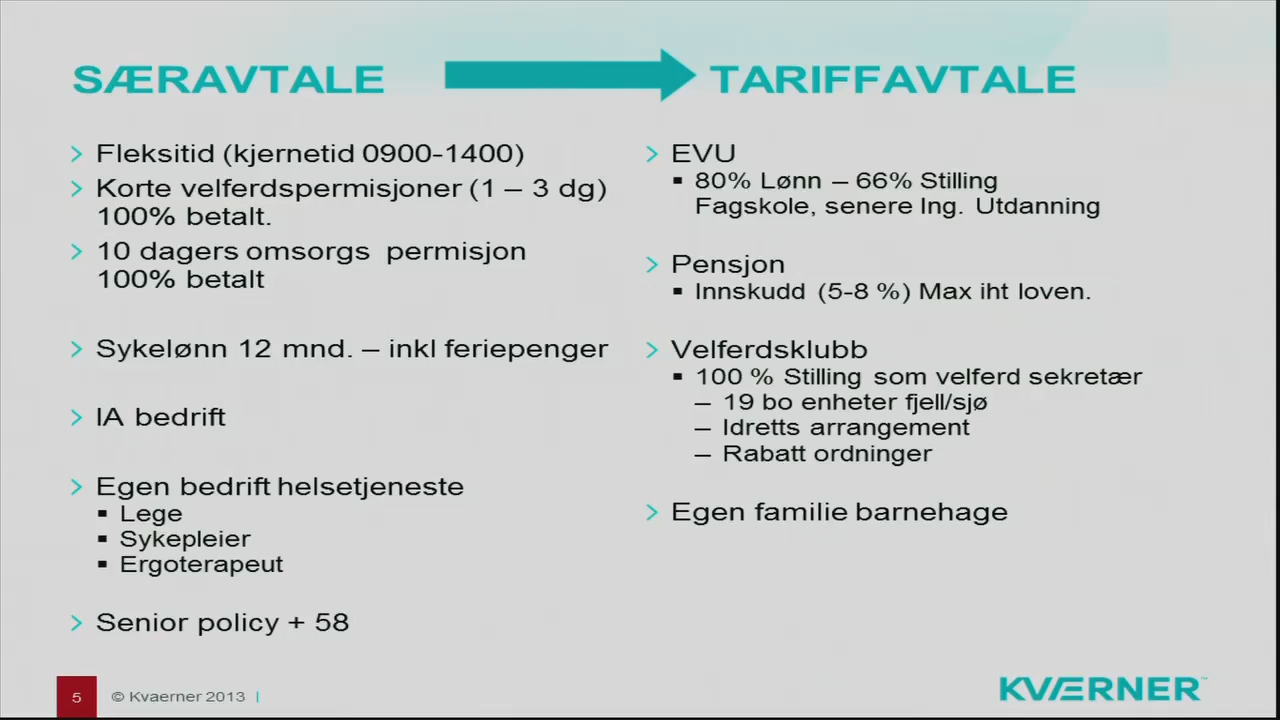 SÆRAVTALE
TARIFFAVTALE
Fleksitid (kjernetid 0900-1400)
Korte velferdspermisjoner (1 – 3 dg)
100% betalt.
10 dagers omsorgs permisjon
100% betalt
Sykelønn 12 mnd. – inkl feriepenger
IA bedrift
Egen bedrift helsetjeneste
Lege
Sykepleier
Ergoterapeut
Senior policy + 58
EVU
80% Lønn – 66% Stilling
Fagskole, senere Ing. Utdanning
Pensjon
Innskudd (5-8 %) Max iht loven.
Velferdsklubb
100 % Stilling som velferd sekretær
– 19 bo enheter fjell/sjø
– Idretts arrangement
– Rabatt ordninger
Egen familie barnehage
5 © Kvaerner 2013 |
KVÆRNER™